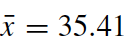 x̄ = 35.41